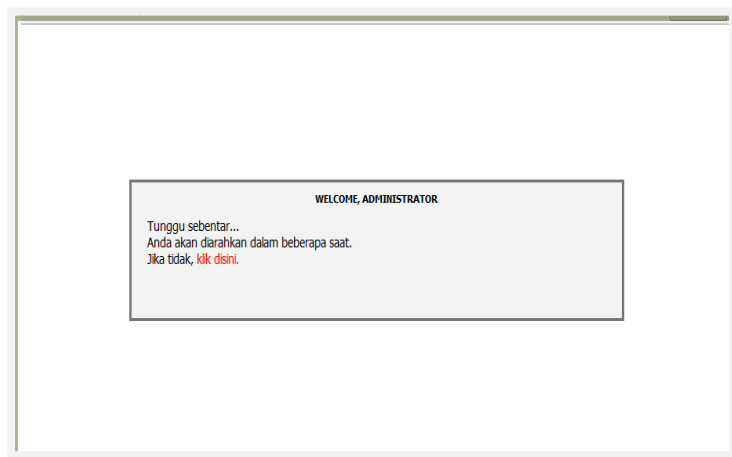 WELCOME, ADMINISTRATOR
Tunggu sebentar...
Anda akan diarahkan dalam beberapa saat.
Jika tidak, klik disini.